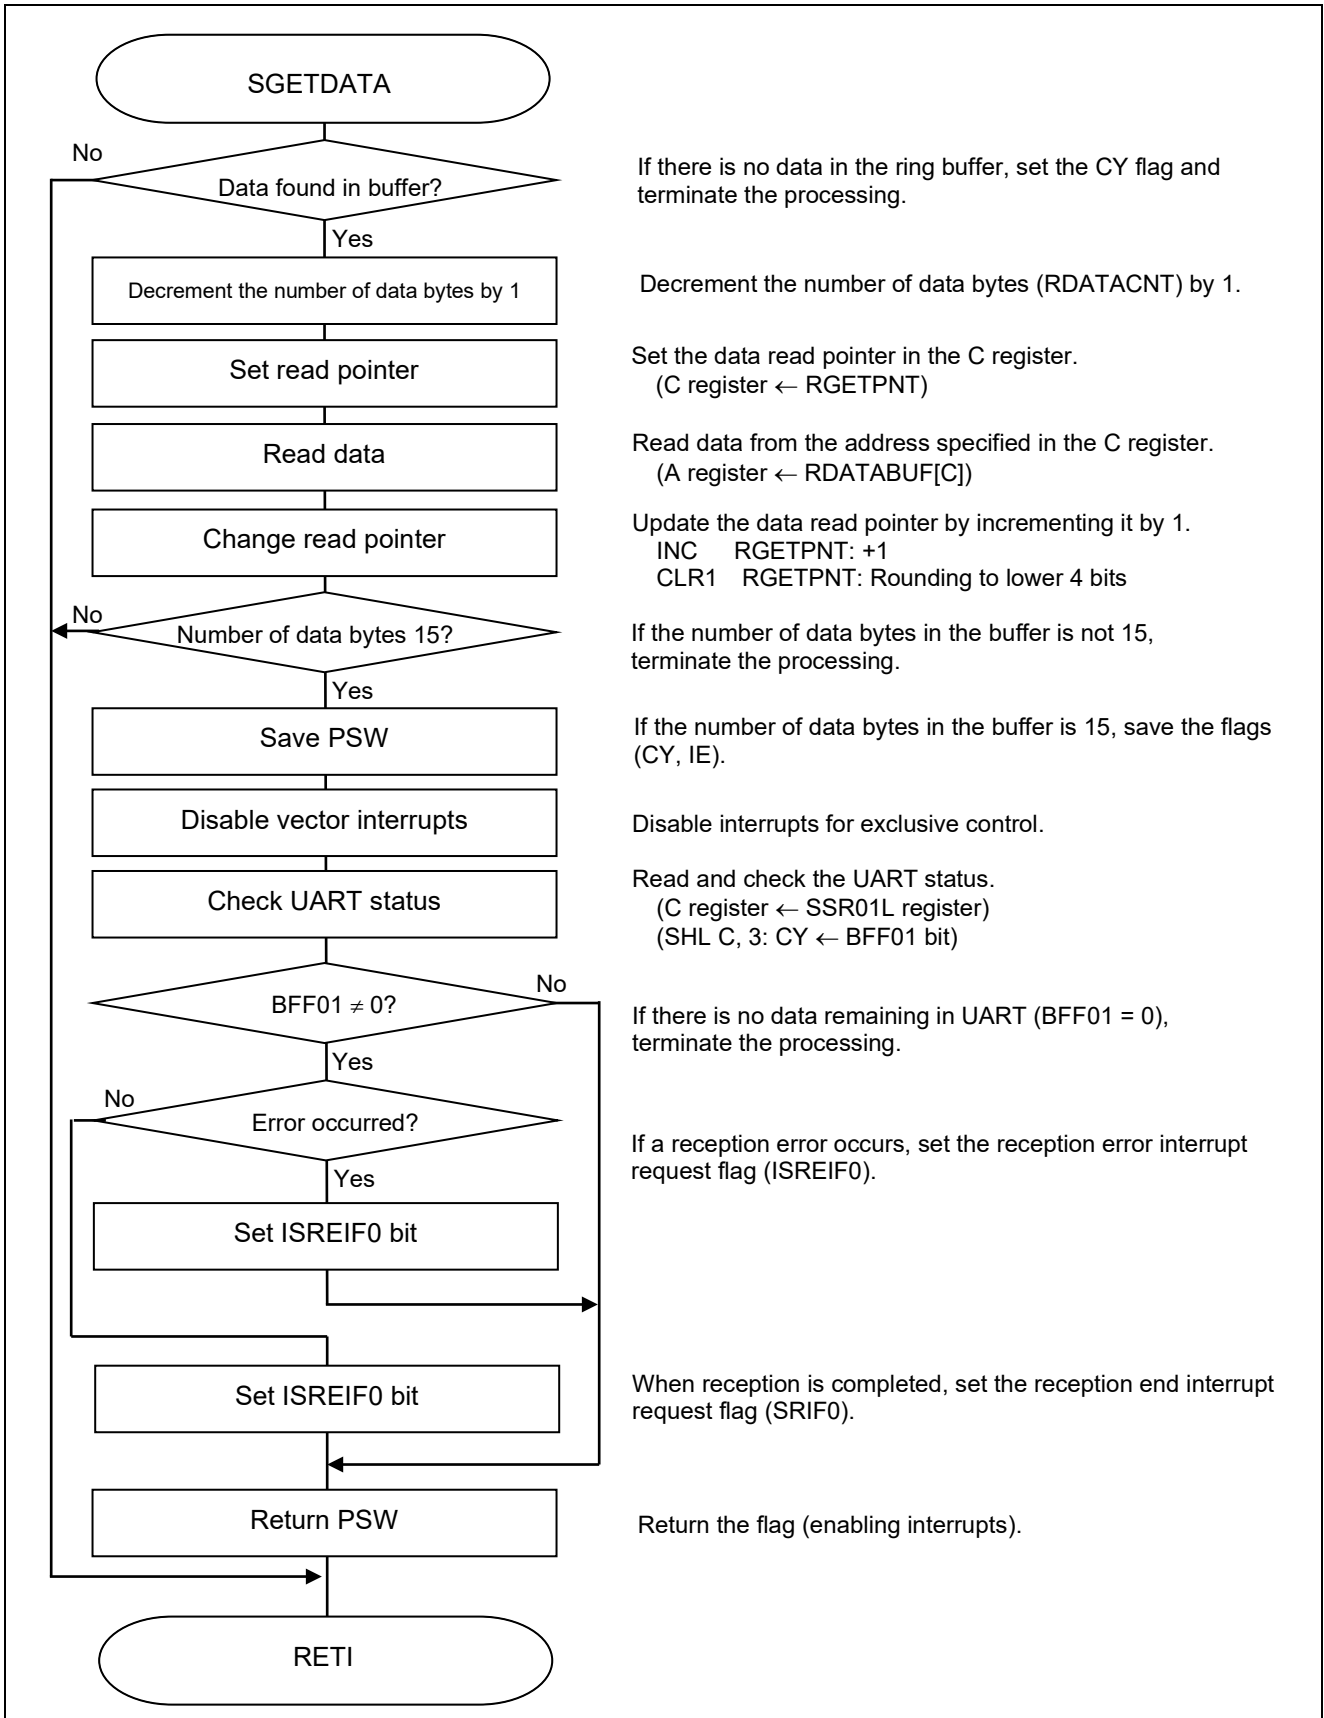 SGETDATA
No
Data found in buffer?
If there is no data in the ring buffer, set the CY flag and
terminate the processing.
Yes
Decrement the number of data bytes by 1
Decrement the number of data bytes (RDATACNT) by 1.
Set read pointer
Set the data read pointer in the C register.
(C register ← RGETPNT)
Read data
Read data from the address specified in the C register.
(A register ← RDATABUF[C])
Change read pointer
Update the data read pointer by incrementing it by 1.
INC RGETPNT: +1
CLR1 RGETPNT: Rounding to lower 4 bits
No
Number of data bytes 15?
If the number of data bytes in the buffer is not 15,
terminate the processing.
Yes
Save PSW
If the number of data bytes in the buffer is 15, save the flags
(CY, IE).
Disable vector interrupts
Disable interrupts for exclusive control.
Check UART status
Read and check the UART status.
(C register ← SSR01L register)
(SHL C, 3: CY ← BFF01 bit)
BFF01 ≠ 0?
No
If there is no data remaining in UART (BFF01 = 0),
terminate the processing.
Yes
No
Error occurred?
If a reception error occurs, set the reception error interrupt
request flag (ISREIF0).
Yes
Set ISREIF0 bit
Set ISREIF0 bit
When reception is completed, set the reception end interrupt
request flag (SRIF0).
Return PSW
Return the flag (enabling interrupts).
RETI